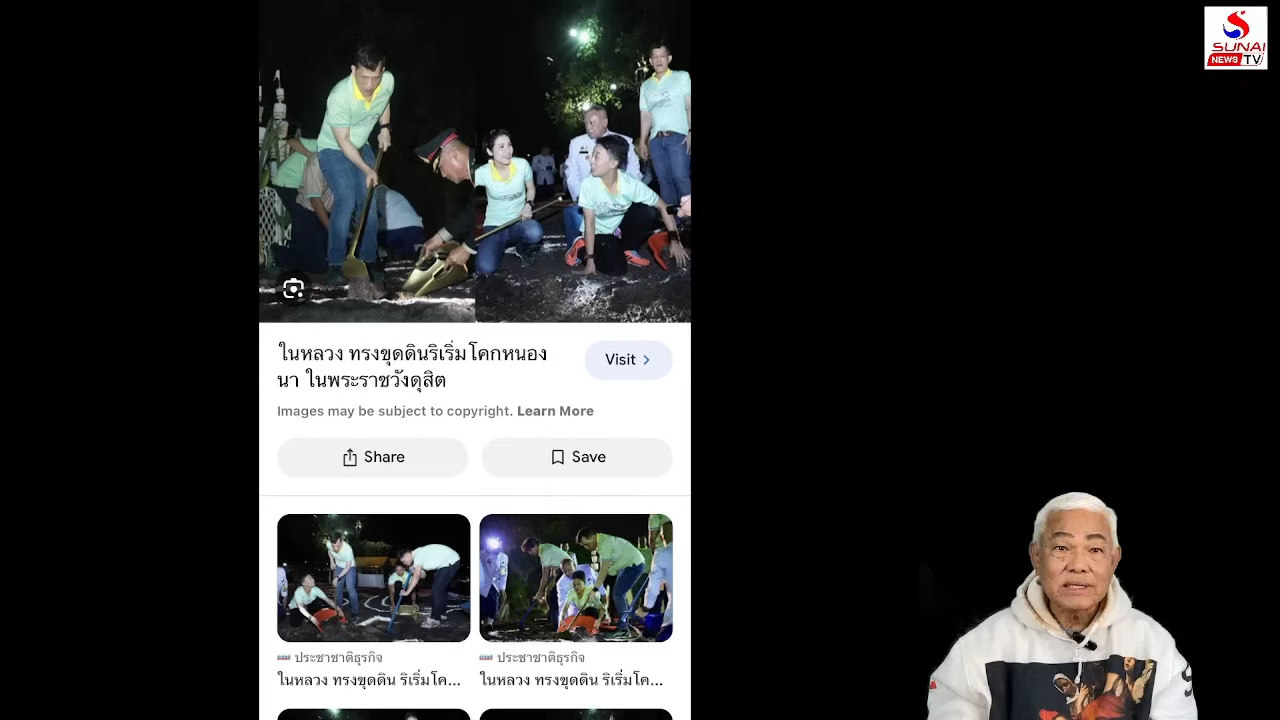 SUNAI
NEWS TV
ในหลวง ทรงขุดดินริเริ่มโคกหนอง
นา ในพระราชวังดุสิต
Visit
Images may be subject to copyright. Learn More
Share
Save
ประชาชาติธุรกิจ
ประชาชาติธุรกิจ
ในหลวง ทรงขุดดิน ริเริ่มโค...
ในหลวง ทรงขุดดิน ริเริ่มโค...